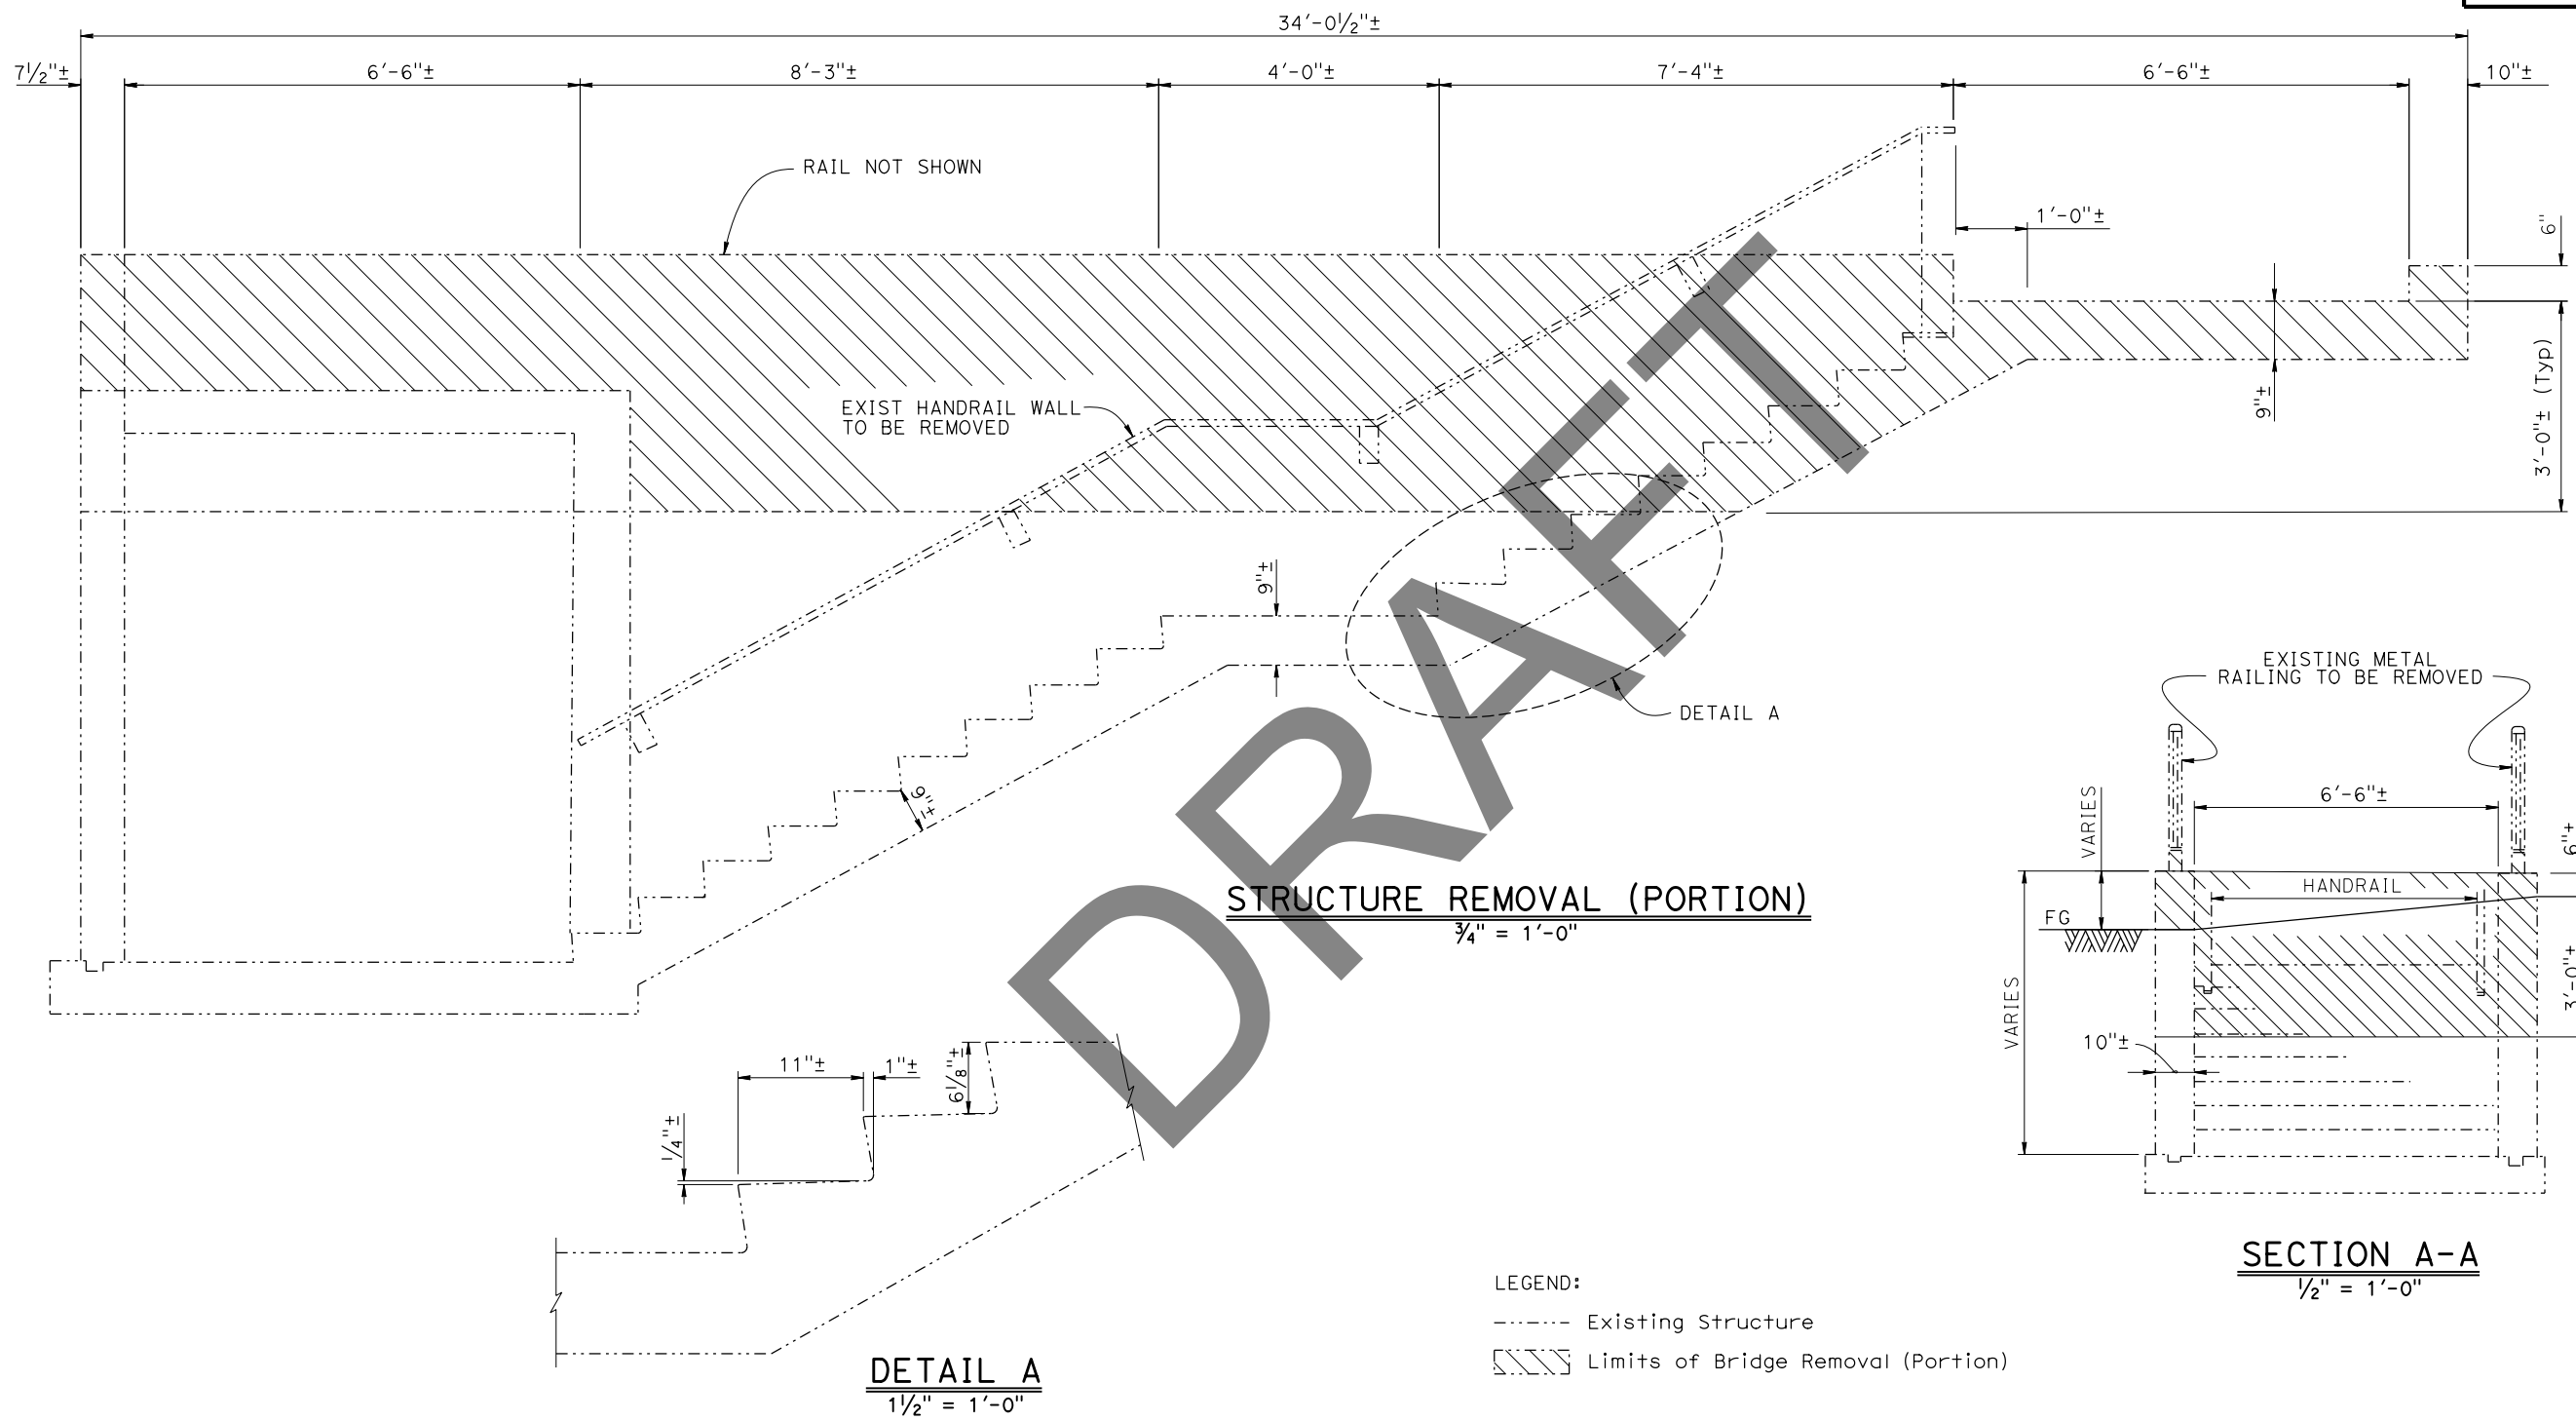 34′-0½"±
7½"±
6′-6"±
8′-3"±
4′-0"±
7′-4"±
6′-6"±
10"±
RAIL NOT SHOWN
1′-0"±
6"
EXIST HANDRAIL WALL
TO BE REMOVED
9"±
3′-0"± (Typ)
9"±
DETAIL A
9"±
DRAFT
STRUCTURE REMOVAL (PORTION)
¾" = 1′-0"
EXISTING METAL
RAILING TO BE REMOVED
6′-6"±
VARIES
6"±
HANDRAIL
FG
VARIES
3′-0"±
10"±
SECTION A-A
½" = 1′-0"
11"±
1"±
6⅛"±
¼"±
DETAIL A
1½" = 1′-0"
LEGEND:
Existing Structure
Limits of Bridge Removal (Portion)